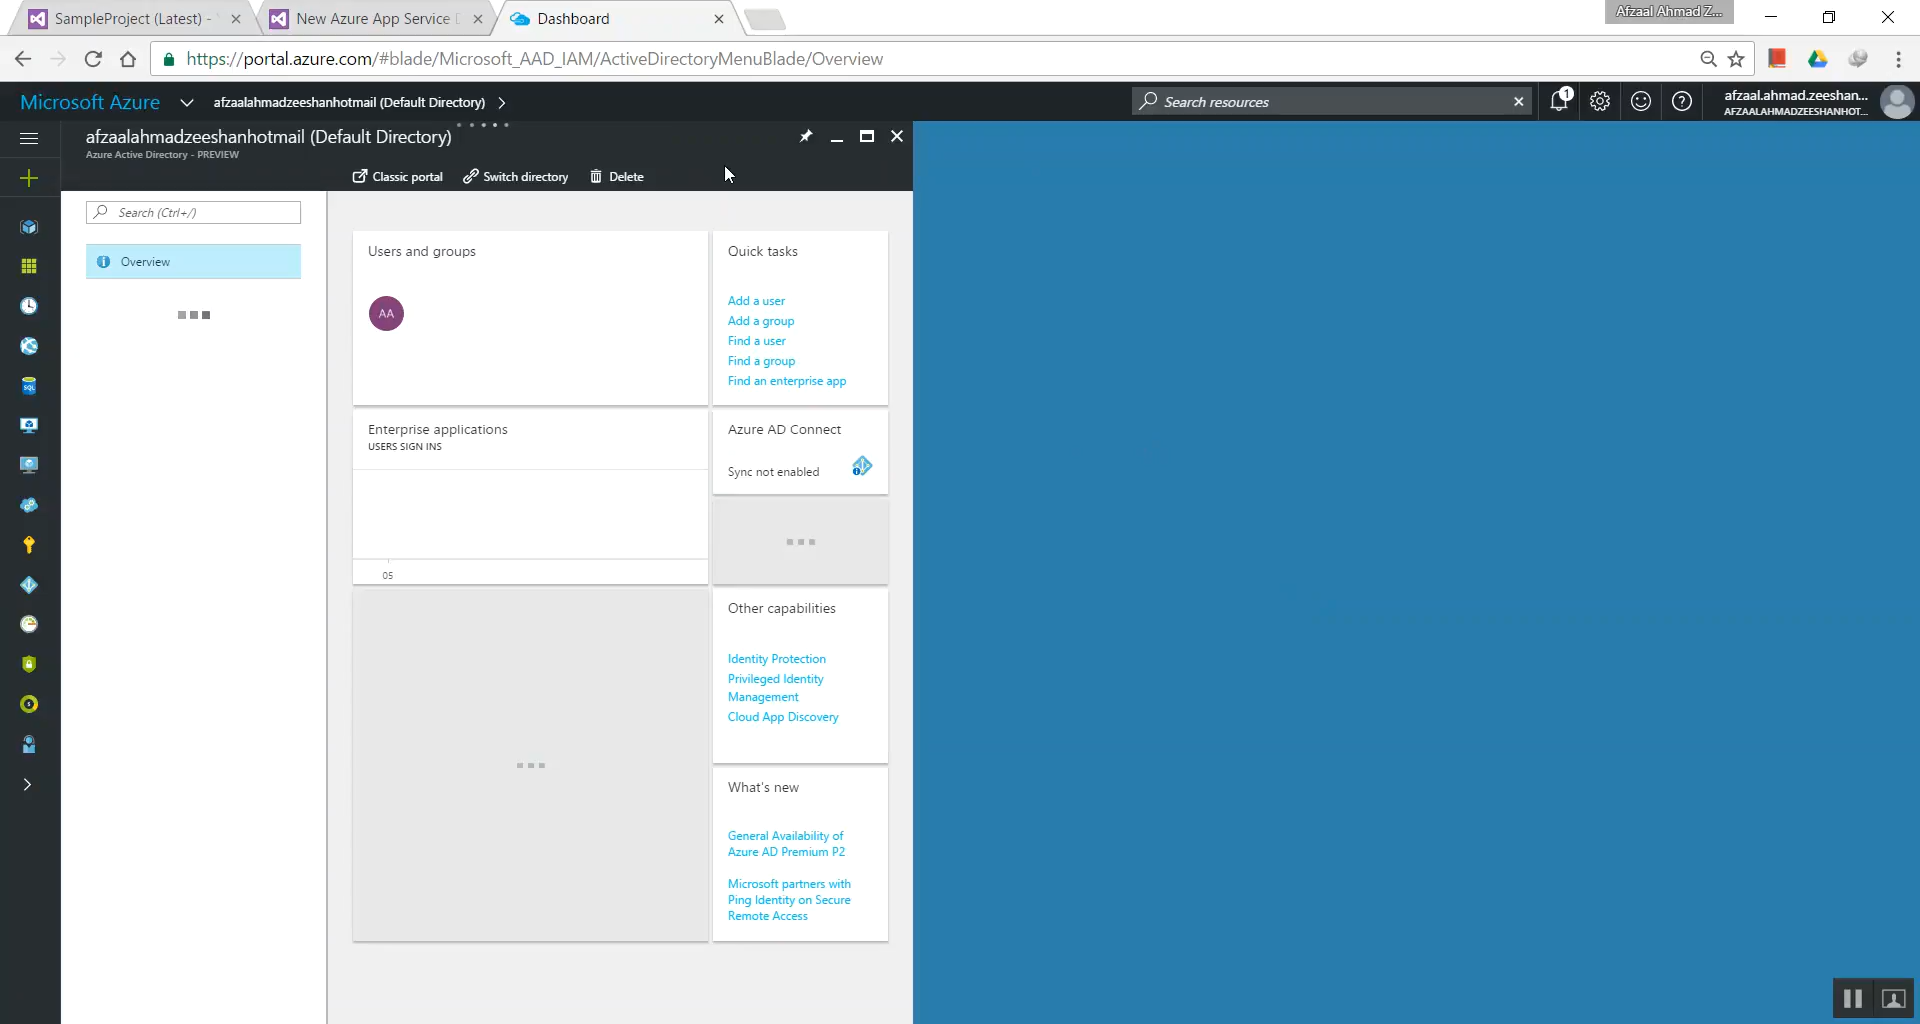 SampleProject (Latest) -
New Azure App Service
Dashboard
Afzaal Ahmad Z...
https://portal.azure.com/#blade/Microsoft_AAD_IAM/ActiveDirectoryMenuBlade/Overview
Microsoft Azure
afzaalahmadzeeshanhotmail (Default Directory)
Search resources
1
afzaal.ahmad.zeeshan...
AFZAALAHMADZEESHANHOT...
afzaalahmadzeeshanhotmail (Default Directory)
Azure Active Directory - PREVIEW
Classic portal
Switch directory
Delete
Search (Ctrl+/)
Overview
Users and groups
AA
Quick tasks
Add a user
Add a group
Find a user
Find a group
Find an enterprise app
Enterprise applications
USERS SIGN INS
05
Azure AD Connect
Sync not enabled
Other capabilities
Identity Protection
Privileged Identity
Management
Cloud App Discovery
What's new
General Availability of
Azure AD Premium P2
Microsoft partners with
Ping Identity on Secure
Remote Access
SQL